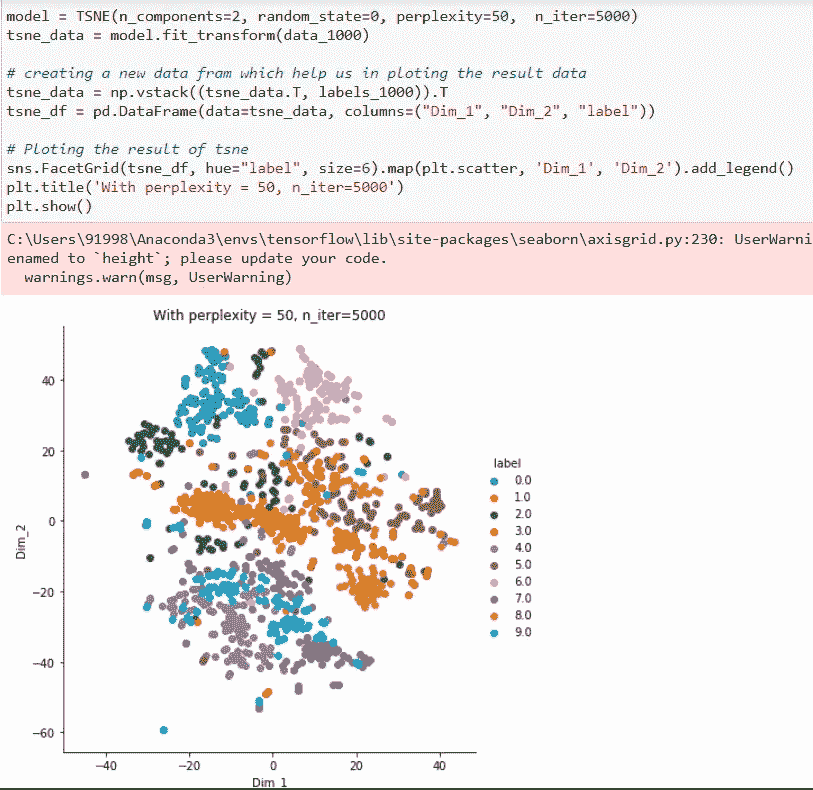 model = TSNE(n_components=2, random_state=0, perplexity=50,  n_iter=5000)
tsne_data = model.fit_transform(data_1000)
# creating a new data fram which help us in ploting the result data
tsne_data = np.vstack((tsne_data.T, labels_1000)).T
tsne_df = pd.DataFrame(data=tsne_data, columns=("Dim_1", "Dim_2", "label"))
# Ploting the result of tsne
sns.FacetGrid(tsne_df, hue="label", size=6).map(plt.scatter, 'Dim_1', 'Dim_2').add_legend()
plt.title('With perplexity = 50, n_iter=5000')
plt.show()
C:\Users\91998\Anaconda3\envs\tensorflow\lib\site-packages\seaborn\axisgrid.py:230: UserWarni
enamed to `height`; please update your code.
  warnings.warn(msg, UserWarning)
With perplexity = 50, n_iter=5000
40
20
0
−20
−40
−60
Dim_2
−40 −20 0 20 40
Dim_1
label
0.0
1.0
2.0
3.0
4.0
5.0
6.0
7.0
8.0
9.0